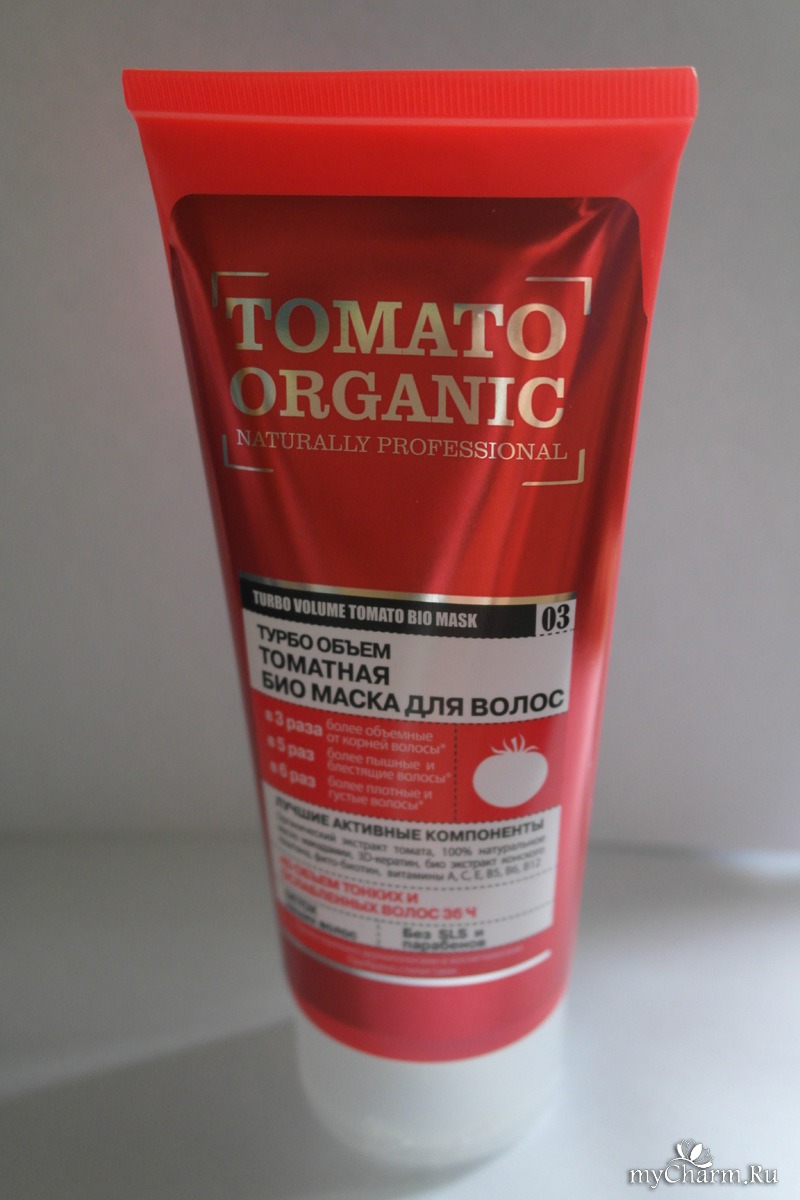 TOMATO
ORGANIC
NATURALLY PROFESSIONAL
TURBO VOLUME TOMATO BIO MASK
03
ТУРБО ОБЪЕМ
ТОМАТНАЯ
БИО МАСКА ДЛЯ ВОЛОС
в 3 раза более объемные
от корней волосы*
в 5 раз более пышные и
блестящие волосы*
в 6 раз более плотные и
густые волосы*
ЛУЧШИЕ АКТИВНЫЕ КОМПОНЕНТЫ
Органический экстракт томата, 100% натуральное
масло 3D-кератин, био экстракт конского
фито-биотин, витамины A, C, E, B5, B6, B12
ОБЪЕМ ТОНКИХ И
ОСЛАБЛЕННЫХ ВОЛОС 36 Ч
волос
Без SLS и
парабенов
myCharm.Ru